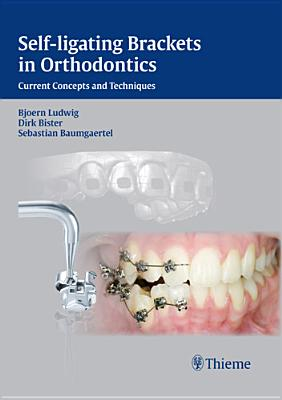 Self-ligating Brackets
in Orthodontics
Current Concepts and Techniques
Bjoern Ludwig
Dirk Bister
Sebastian Baumgaertel
Thieme